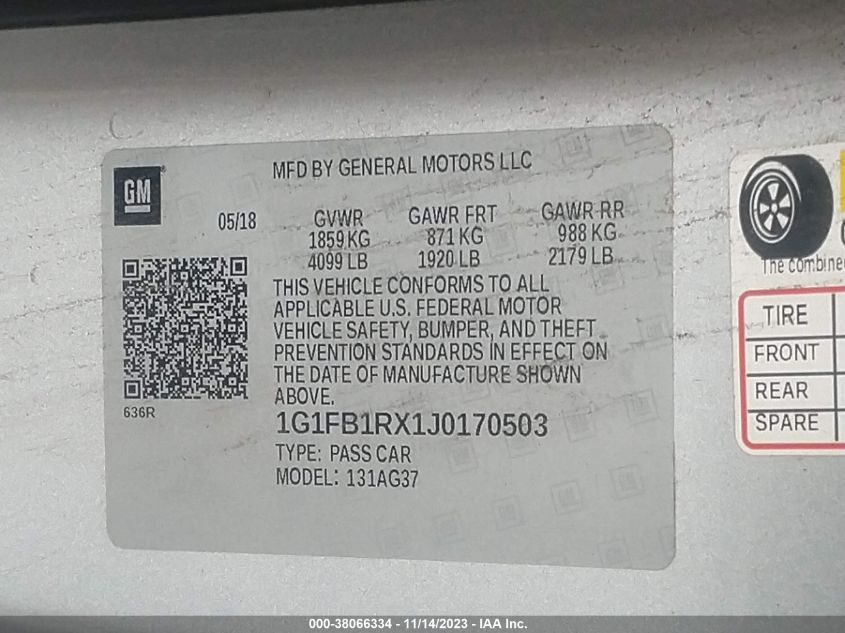 GM
MFD BY GENERAL MOTORS LLC
05/18 GVWR GAWR FRT GAWR RR
1859 KG 871 KG 988 KG
4099 LB 1920 LB 2179 LB
THIS VEHICLE CONFORMS TO ALL
APPLICABLE U.S. FEDERAL MOTOR
VEHICLE SAFETY, BUMPER, AND THEFT
PREVENTION STANDARDS IN EFFECT ON
THE DATE OF MANUFACTURE SHOWN
ABOVE.
636R
1G1FB1RX1J0170503
TYPE: PASS CAR
MODEL: 131AG37
The combined
TIRE
FRONT
REAR
SPARE
000-38066334 - 11/14/2023 - IAA Inc.